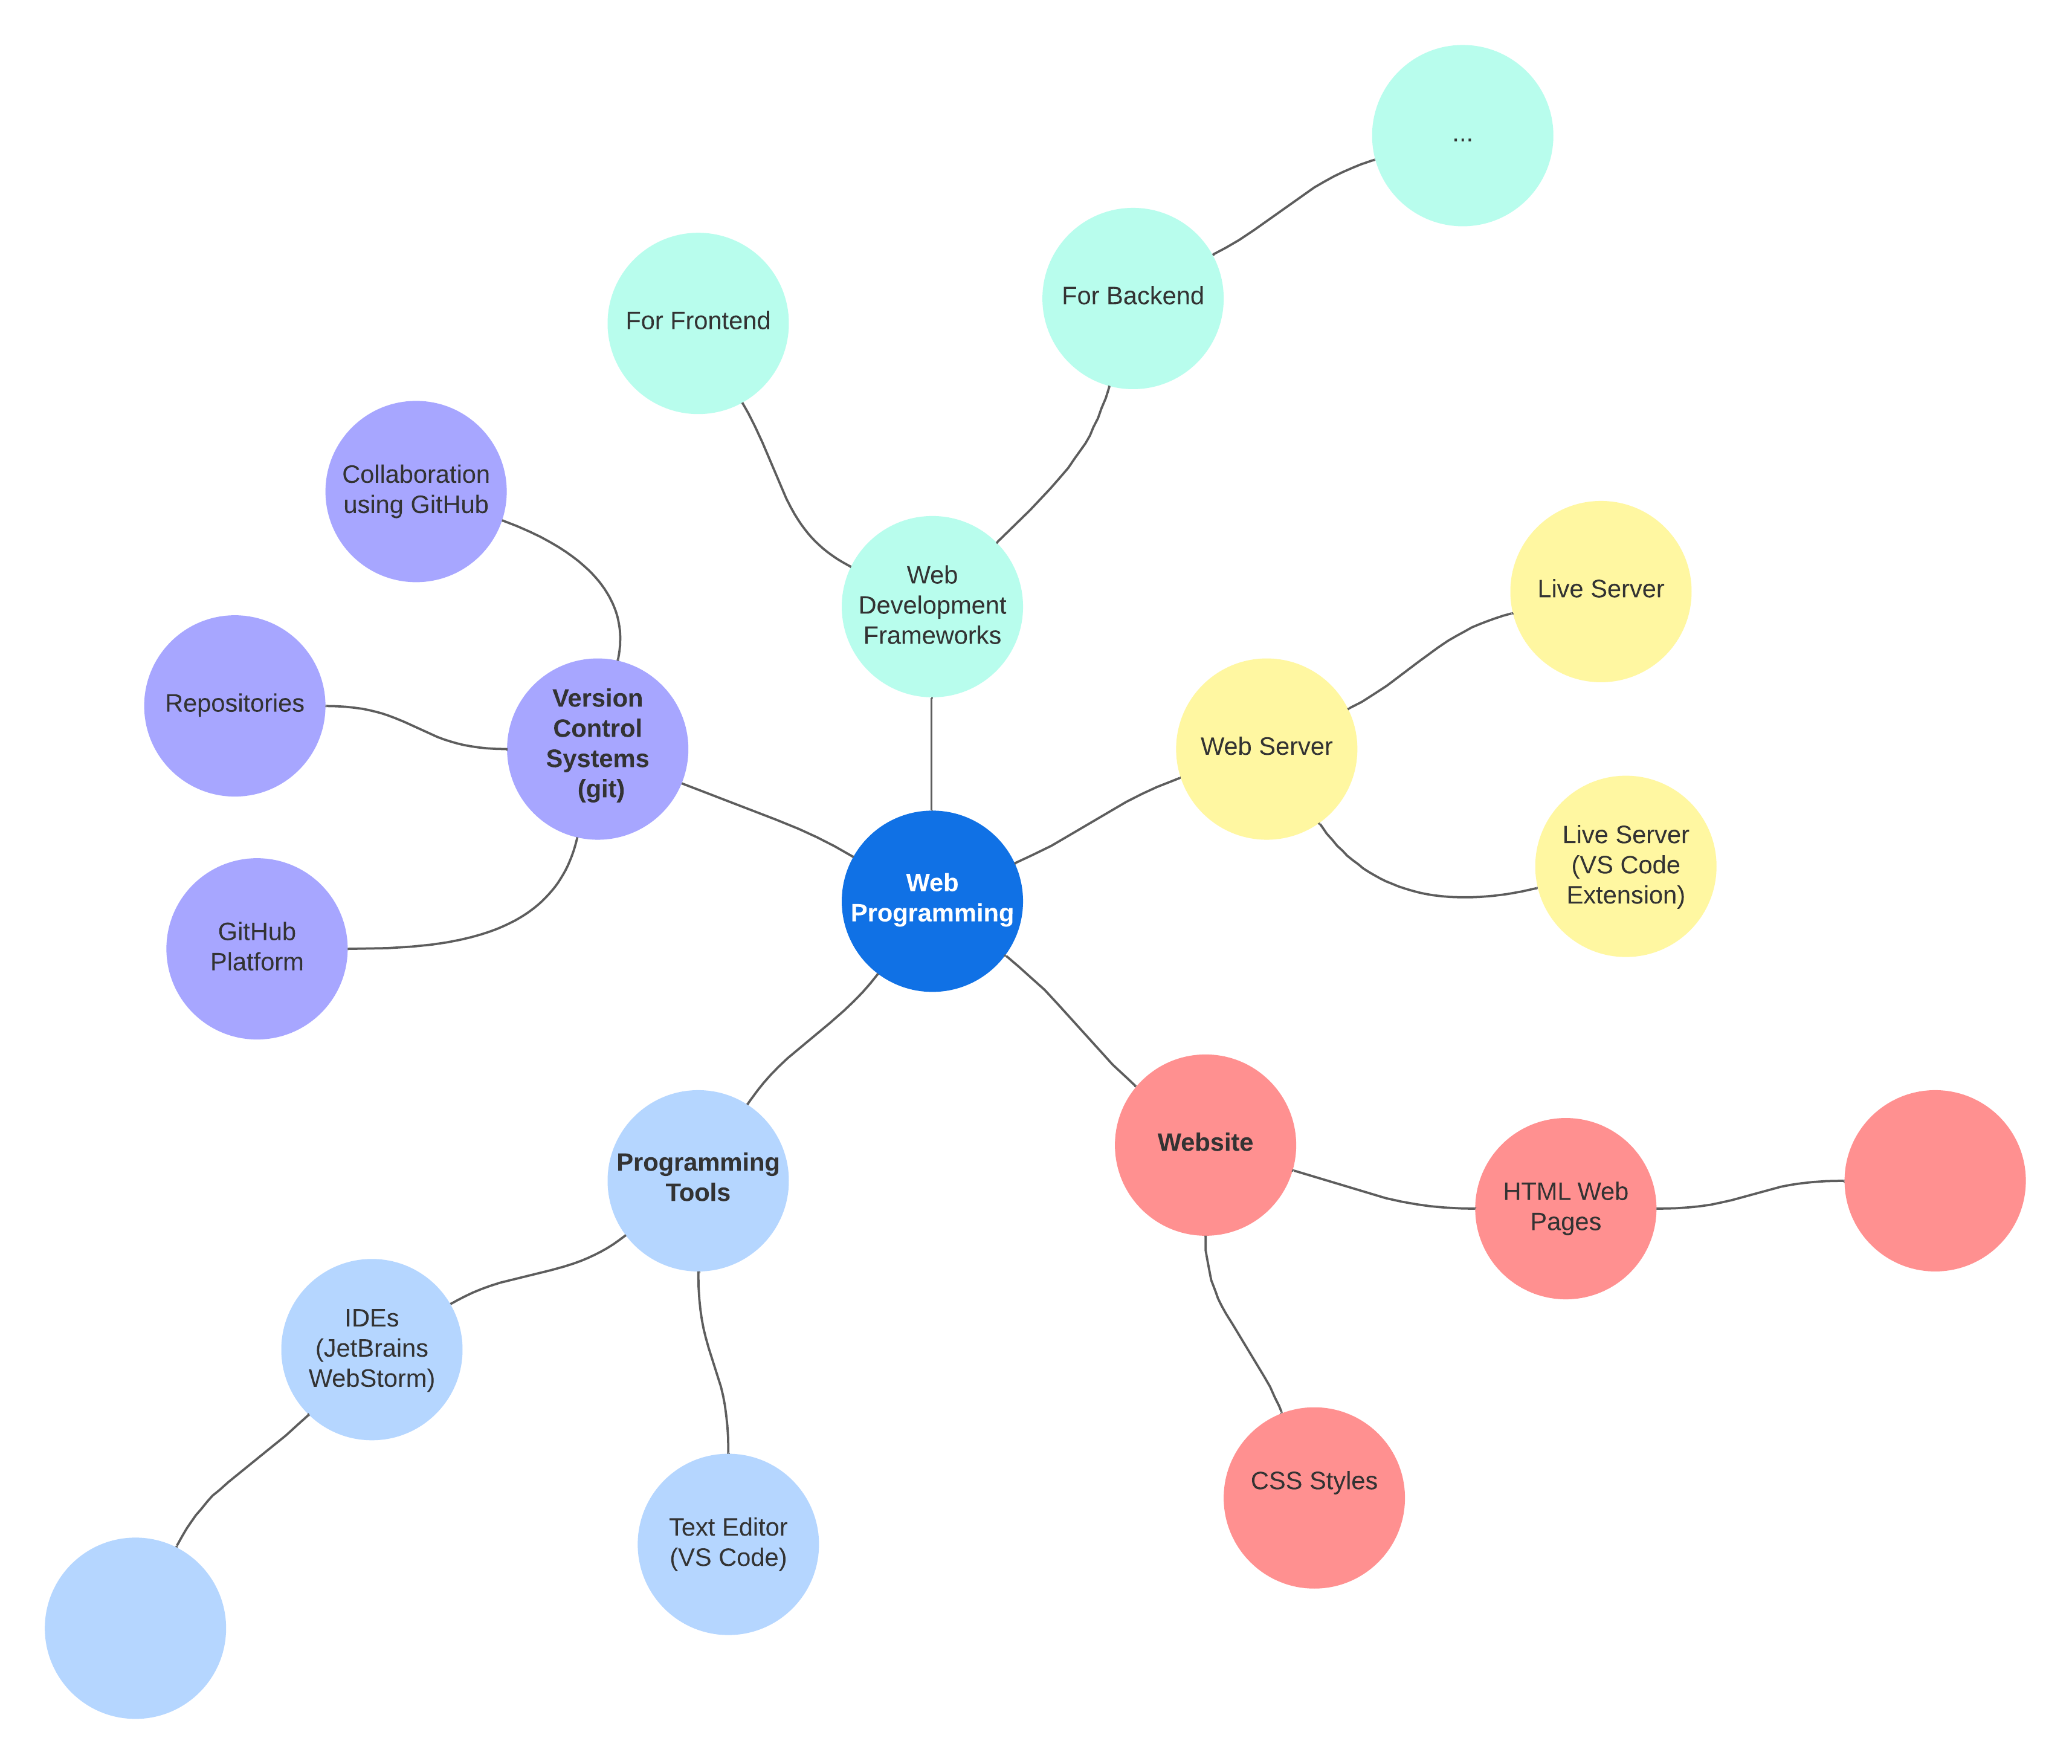 ...
For Backend
For Frontend
Collaboration
using GitHub
Web
Development
Frameworks
Live Server
Repositories
Version
Control
Systems
(git)
Web Server
Live Server
(VS Code
Extension)
Web
Programming
GitHub
Platform
Website
Programming
Tools
HTML Web
Pages
IDEs
(JetBrains
WebStorm)
CSS Styles
Text Editor
(VS Code)